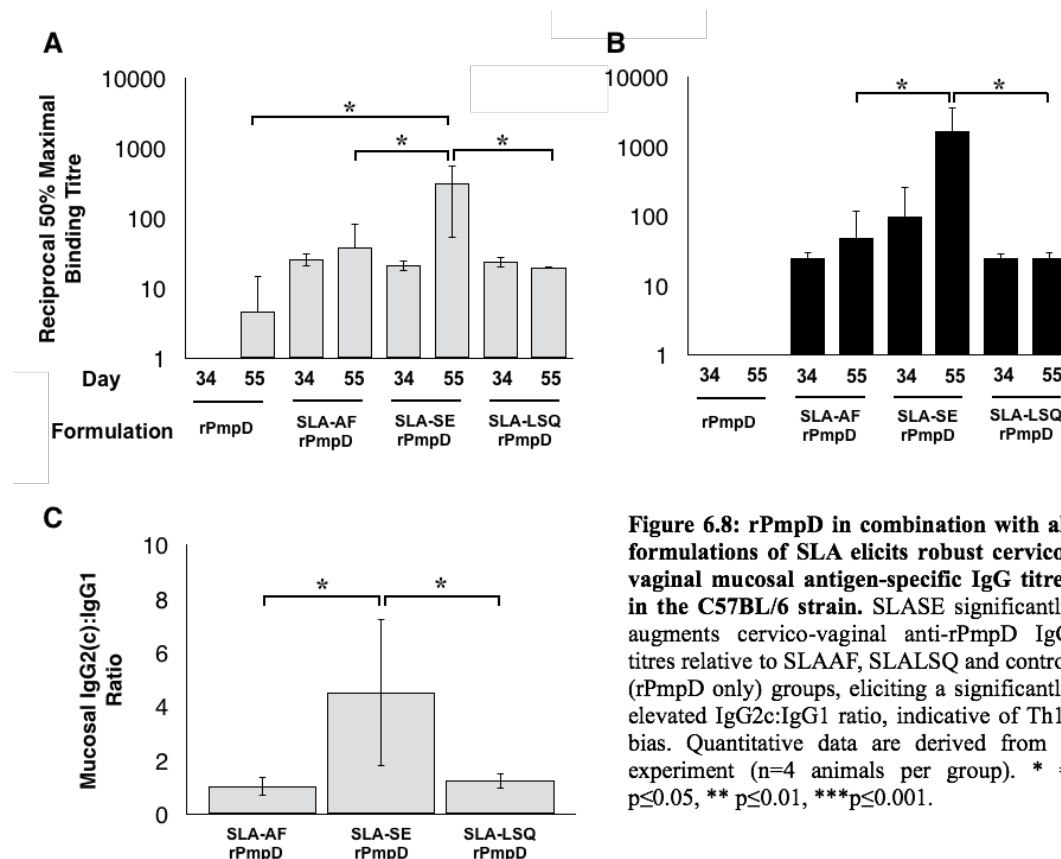 A
B
Reciprocal 50% Maximal
Binding Titre
10000
1000
100
10
1
*
*
*
10000
1000
100
10
1
*
*
Day
34 55 34 55 34 55 34 55
Formulation
rPmpD
SLA-AF
rPmpD
SLA-SE
rPmpD
SLA-LSQ
rPmpD
34 55 34 55 34 55 34 55
rPmpD
SLA-AF
rPmpD
SLA-SE
rPmpD
SLA-LSQ
rPmpD
C
Mucosal IgG2(c):IgG1
Ratio
10
8
6
4
2
0
*
*
SLA-AF
rPmpD
SLA-SE
rPmpD
SLA-LSQ
rPmpD
Figure 6.8: rPmpD in combination with al
formulations of SLA elicits robust cervico
vaginal mucosal antigen-specific IgG titre
in the C57BL/6 strain. SLASE significantl
augments cervico-vaginal anti-rPmpD Ig
titres relative to SLAAF, SLALSQ and contro
(rPmpD only) groups, eliciting a significantl
elevated IgG2c:IgG1 ratio, indicative of Th1
bias. Quantitative data are derived from
experiment (n=4 animals per group). * =
p≤0.05, ** p≤0.01, ***p≤0.001.